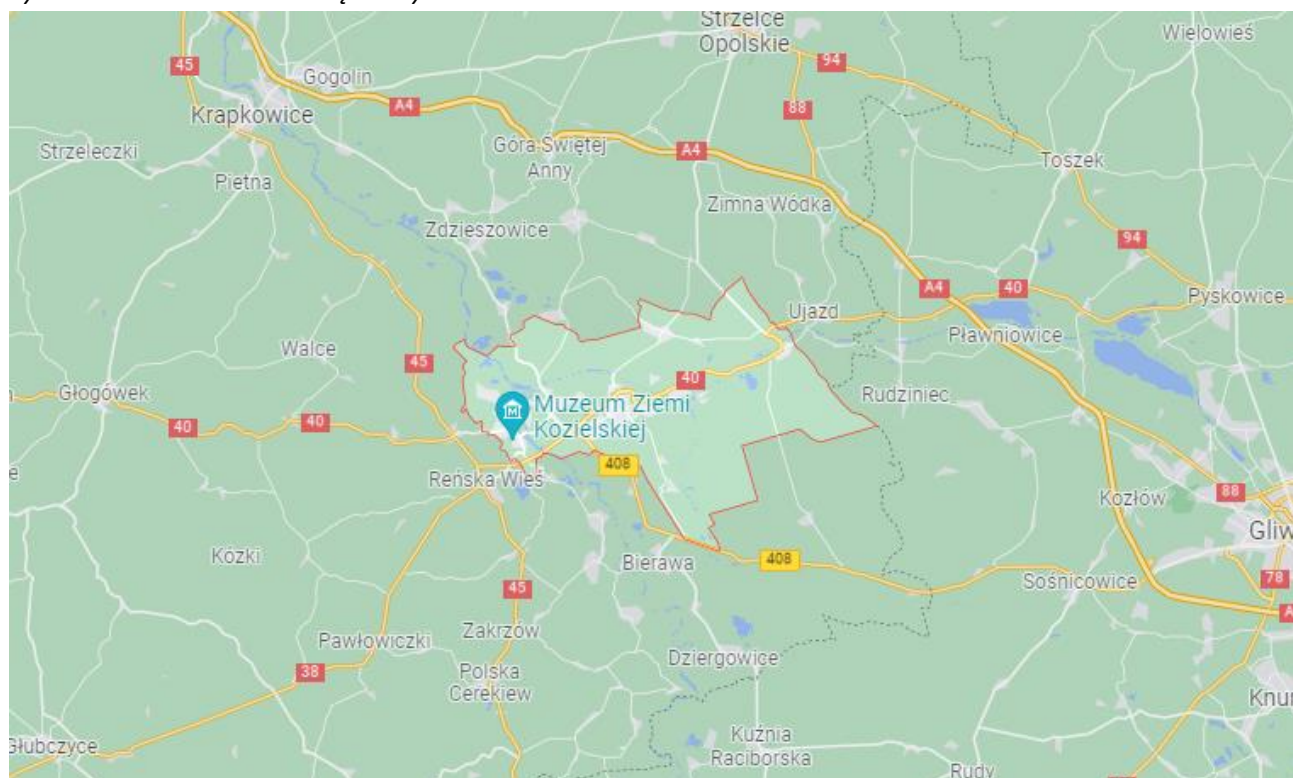 Strzelce
Opolskie
Wielowieś
45
94
Gogolin
A4
88
Krapkowice
Strzeleczki
Góra Świętej
Anny
A4
Toszek
Pietna
Zimna Wódka
Zdzieszowice
94
A4
40
Pyskowice
Ujazd
Pławniowice
Walce
45
40
Głogówek
Rudziniec
Muzeum Ziemi
Kozielskiej
40
40
408
Reńska Wieś
Kozłów
88
Gliw
Kózki
Bierawa
408
Sośnicowice
78
45
Zakrzów
Pawłowiczki
Dziergowice
38
Polska
Cerekiew
Knur
Kuźnia
Raciborska
Głubczyce
Rudy